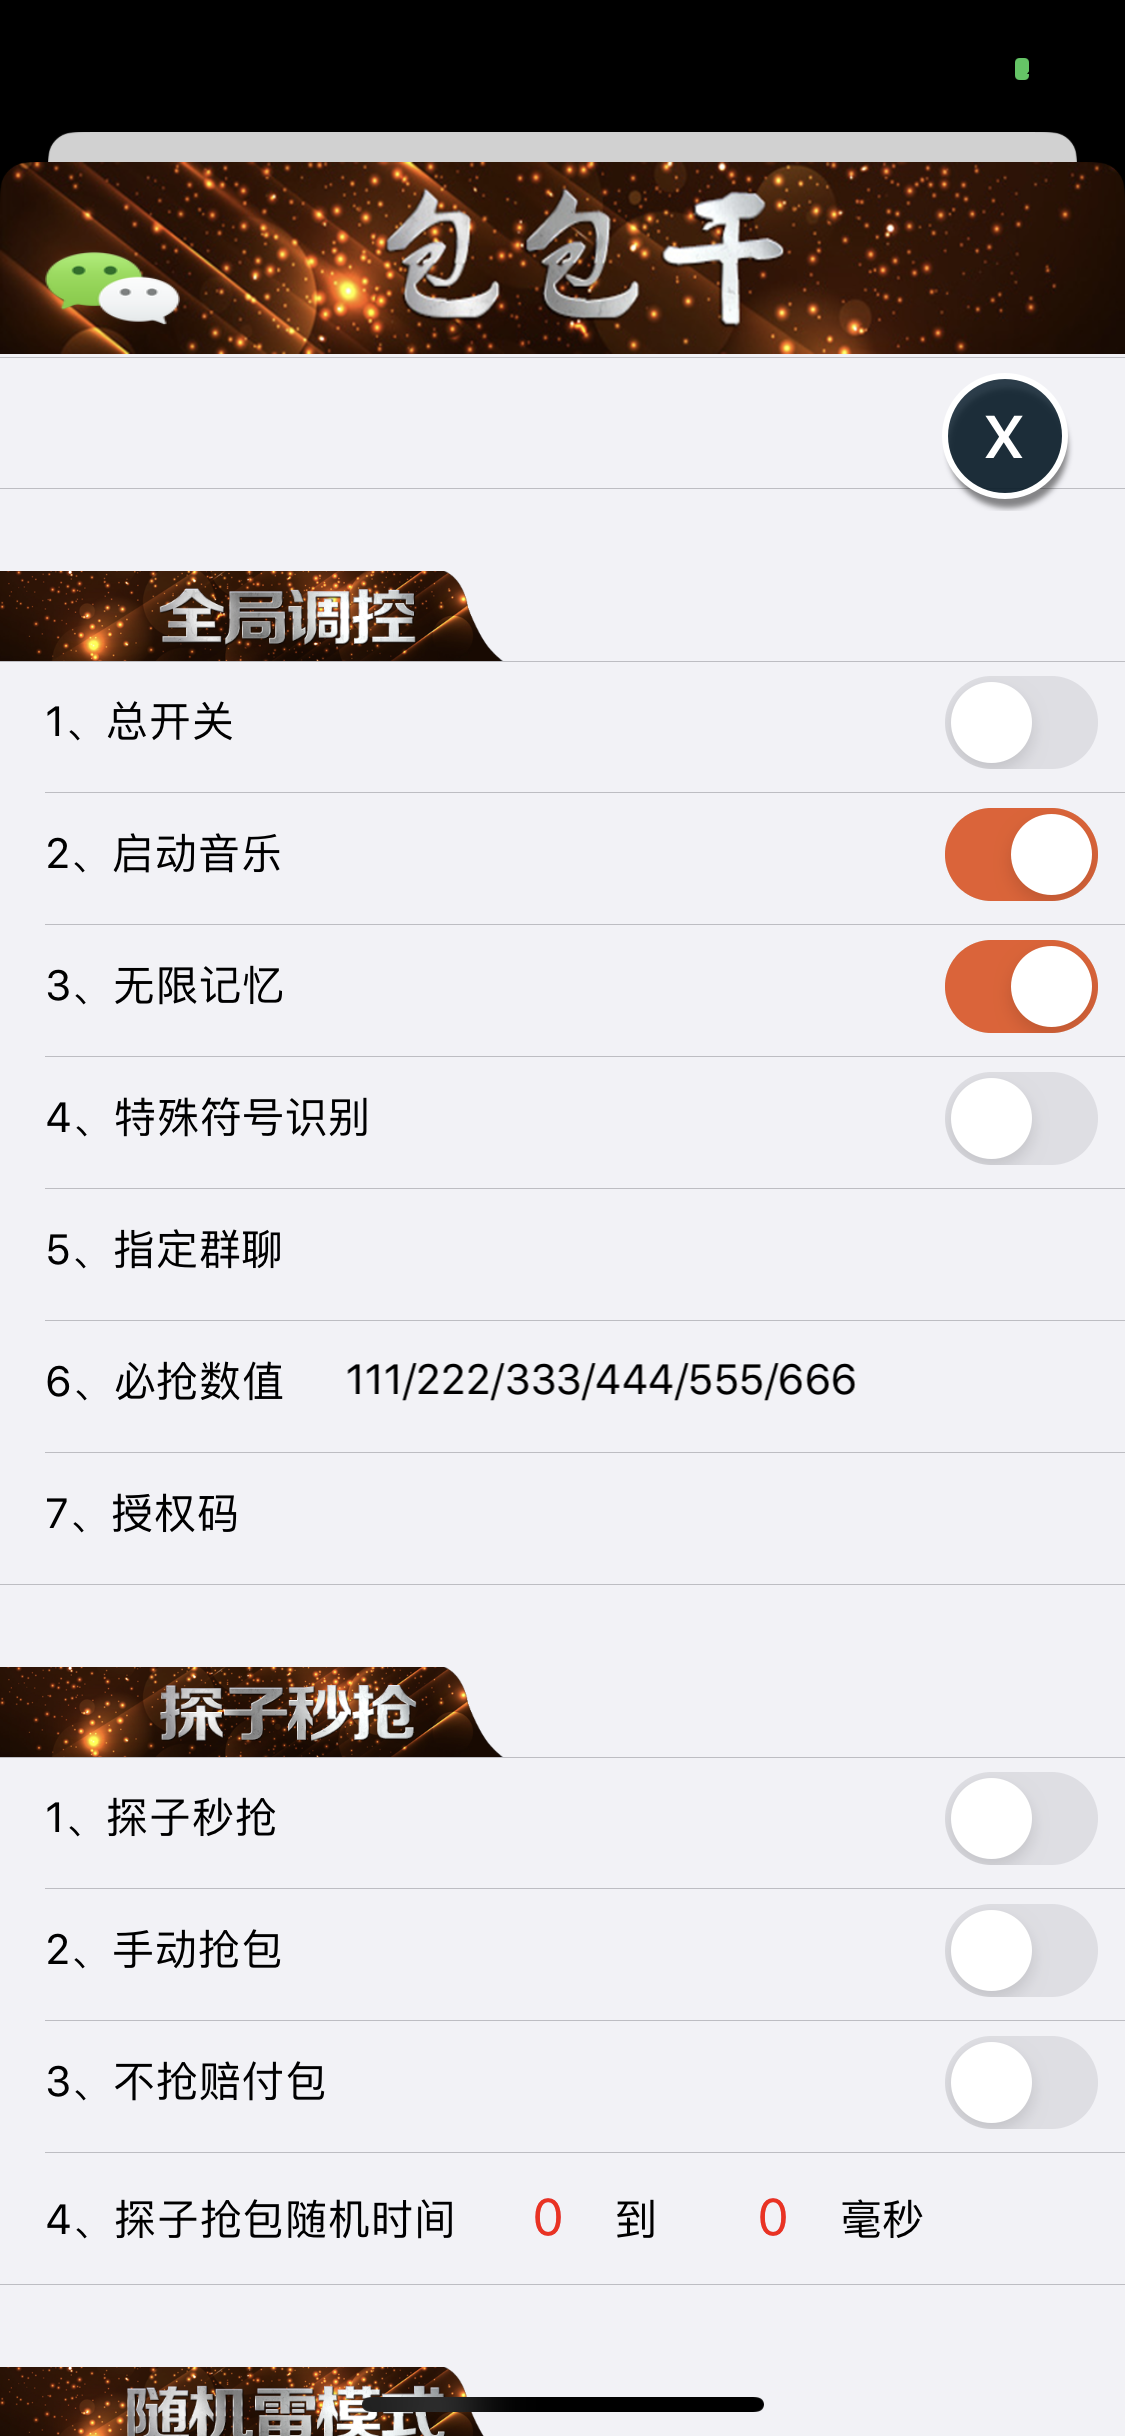 包包干
X
全局调控
1、总开关
2、启动音乐
3、无限记忆
4、特殊符号识别
5、指定群聊
6、必抢数值 111/222/333/444/555/666
7、授权码
探子秒抢
1、探子秒抢
2、手动抢包
3、不抢赔付包
4、探子抢包随机时间 0 到 0 毫秒
随机雷模式